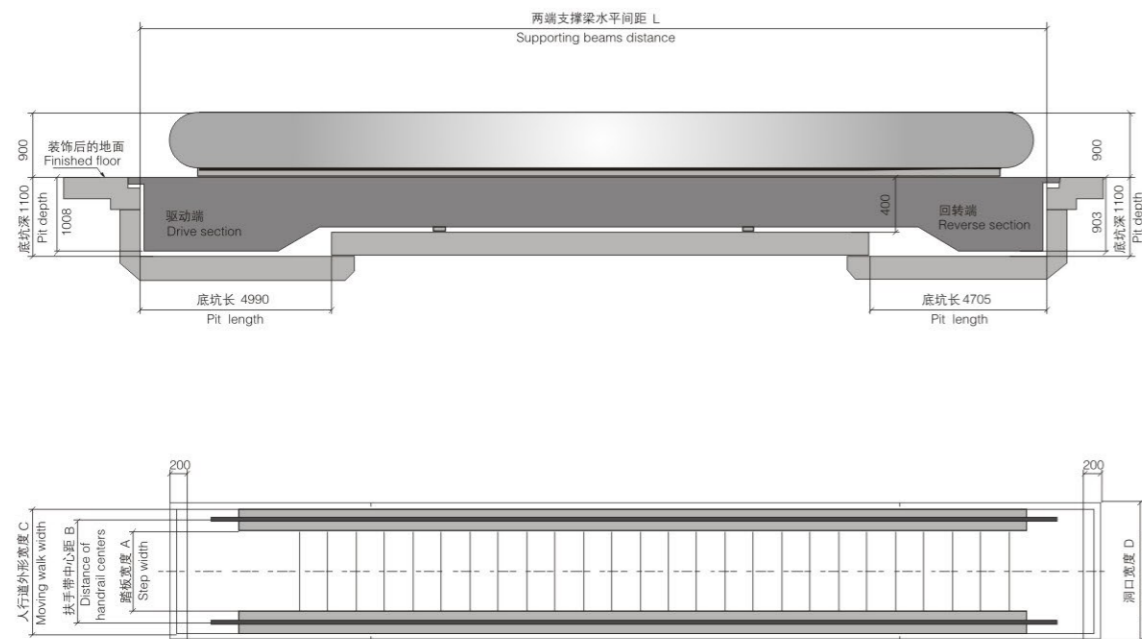 两端支撑梁水平间距 L
Supporting beams distance
900
装饰后的地面
Finished floor
900
底坑深 1100
Pit depth
1008
驱动端
Drive section
400
回转端
Reverse section
903
底坑深 1100
Pit depth
底坑长 4990
Pit length
底坑长 4705
Pit length
200
200
人行道外形宽度 C
Moving walk width
扶手带中心距 B
Distance of
handrail centers
踏板宽度 A
Step width
洞口宽度 D